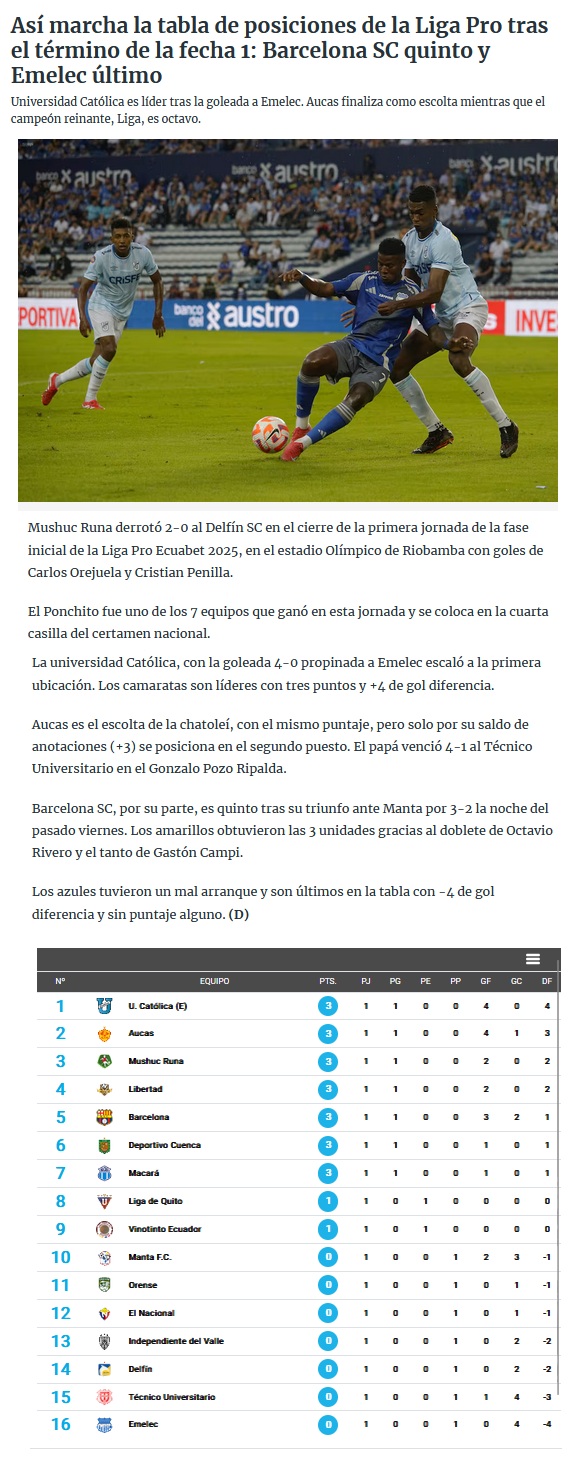 Así marcha la tabla de posiciones de la Liga Pro tras
el término de la fecha 1: Barcelona SC quinto y
Emelec último
Universidad Católica es líder tras la goleada a Emelec. Aucas finaliza como escolta mientras que el
campeón reinante, Liga, es octavo.
banco austro
banco austro
banco austro
PORTIVA
banco del austro
INVE
CRISFE
Mushuc Runa derrotó 2-0 al Delfín SC en el cierre de la primera jornada de la fase
inicial de la Liga Pro Ecuabet 2025, en el estadio Olímpico de Riobamba con goles de
Carlos Orejuela y Cristian Penilla.
El Ponchito fue uno de los 7 equipos que ganó en esta jornada y se coloca en la cuarta
casilla del certamen nacional.
La universidad Católica, con la goleada 4-0 propinada a Emelec escaló a la primera
ubicación. Los camaratas son líderes con tres puntos y +4 de gol diferencia.
Aucas es el escolta de la chatoleí, con el mismo puntaje, pero solo por su saldo de
anotaciones (+3) se posiciona en el segundo puesto. El papá venció 4-1 al Técnico
Universitario en el Gonzalo Pozo Ripalda.
Barcelona SC, por su parte, es quinto tras su triunfo ante Manta por 3-2 la noche del
pasado viernes. Los amarillos obtuvieron las 3 unidades gracias al doblete de Octavio
Rivero y el tanto de Gastón Campi.
Los azules tuvieron un mal arranque y son últimos en la tabla con -4 de gol
diferencia y sin puntaje alguno. (D)
Nº EQUIPO PTS. PJ PG PE PP GF GC DF
1 U. Católica (E) 3 1 1 0 0 4 0 4
2 Aucas 3 1 1 0 0 4 1 3
3 Mushuc Runa 3 1 1 0 0 2 0 2
4 Libertad 3 1 1 0 0 2 0 2
5 Barcelona 3 1 1 0 0 3 2 1
6 Deportivo Cuenca 3 1 1 0 0 1 0 1
7 Macará 3 1 1 0 0 1 0 1
8 Liga de Quito 1 1 0 1 0 0 0 0
9 Vinotinto Ecuador 1 1 0 1 0 0 0 0
10 Manta F.C. 0 1 0 0 1 2 3 -1
11 Orense 0 1 0 0 1 0 1 -1
12 El Nacional 0 1 0 0 1 0 1 -1
13 Independiente del Valle 0 1 0 0 1 0 2 -2
14 Delfín 0 1 0 0 1 0 2 -2
15 Técnico Universitario 0 1 0 0 1 1 4 -3
16 Emelec 0 1 0 0 1 0 4 -4